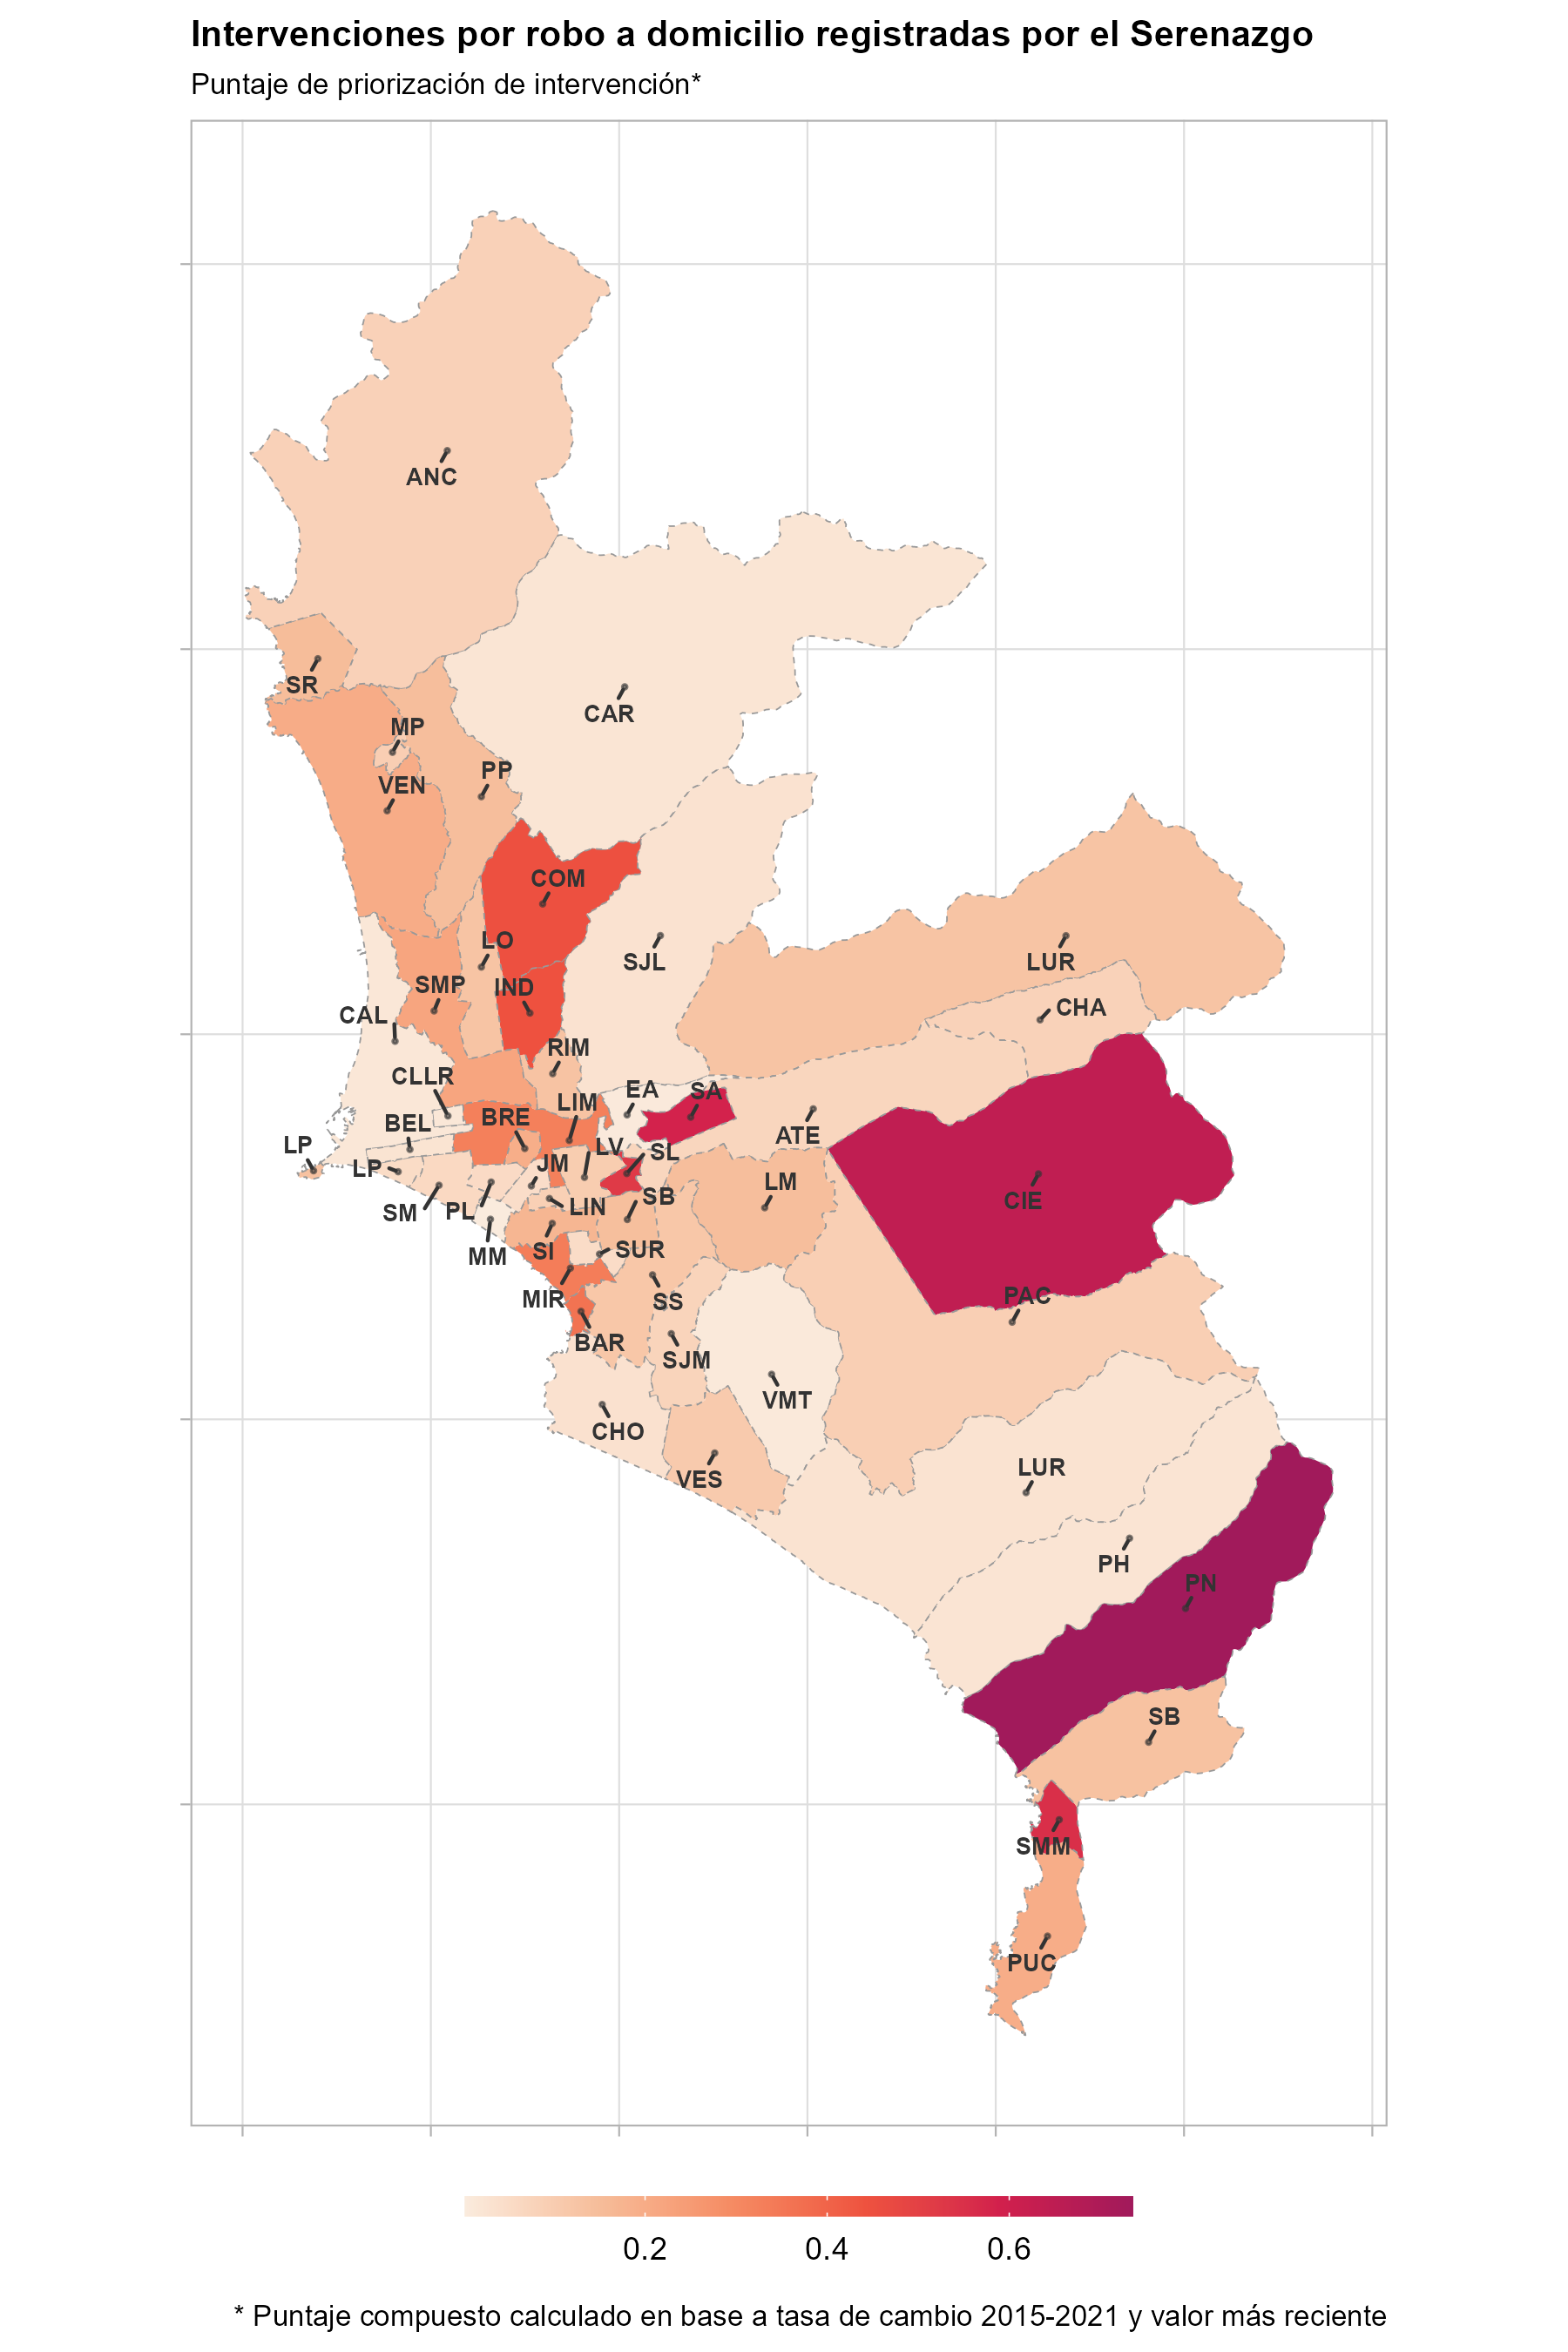 Intervenciones por robo a domicilio registradas por el Serenazgo
Puntaje de priorización de intervención*
ANC
SR
CAR
MP
PP
VEN
COM
LO
SJL
LUR
SMP
IND
CHA
CAL
RIM
CLLR
EA
SA
LIM
BRE
BEL
ATE
LP
LV
SL
JM
LP
LM
SB
CIE
SM
PL
LIN
MM
SI
SUR
MIR
SS
PAC
BAR
SJM
VMT
CHO
LUR
VES
PH
PN
SB
SMM
PUC
0.2 0.4 0.6
* Puntaje compuesto calculado en base a tasa de cambio 2015-2021 y valor más reciente